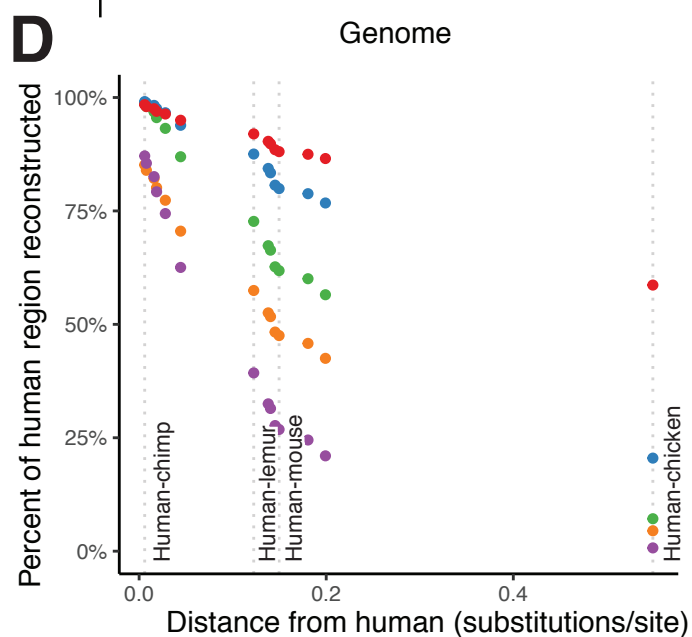 D
Genome
Percent of human region reconstructed
100%
75%
50%
25%
0%
Human-chimp
Human-lemur
Human-mouse
Human-chicken
0.0
0.2
0.4
Distance from human (substitutions/site)